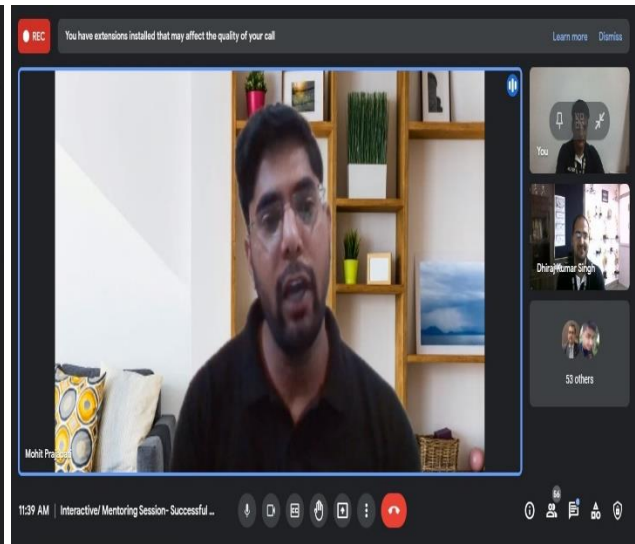 REC
You have extensions installed that may affect the quality of your call
Learn more Dismiss
You
Dhiraj Kumar Singh
53 others
Mohit
11:39 AM | Interactive/ Mentoring Session- Successful ...
56